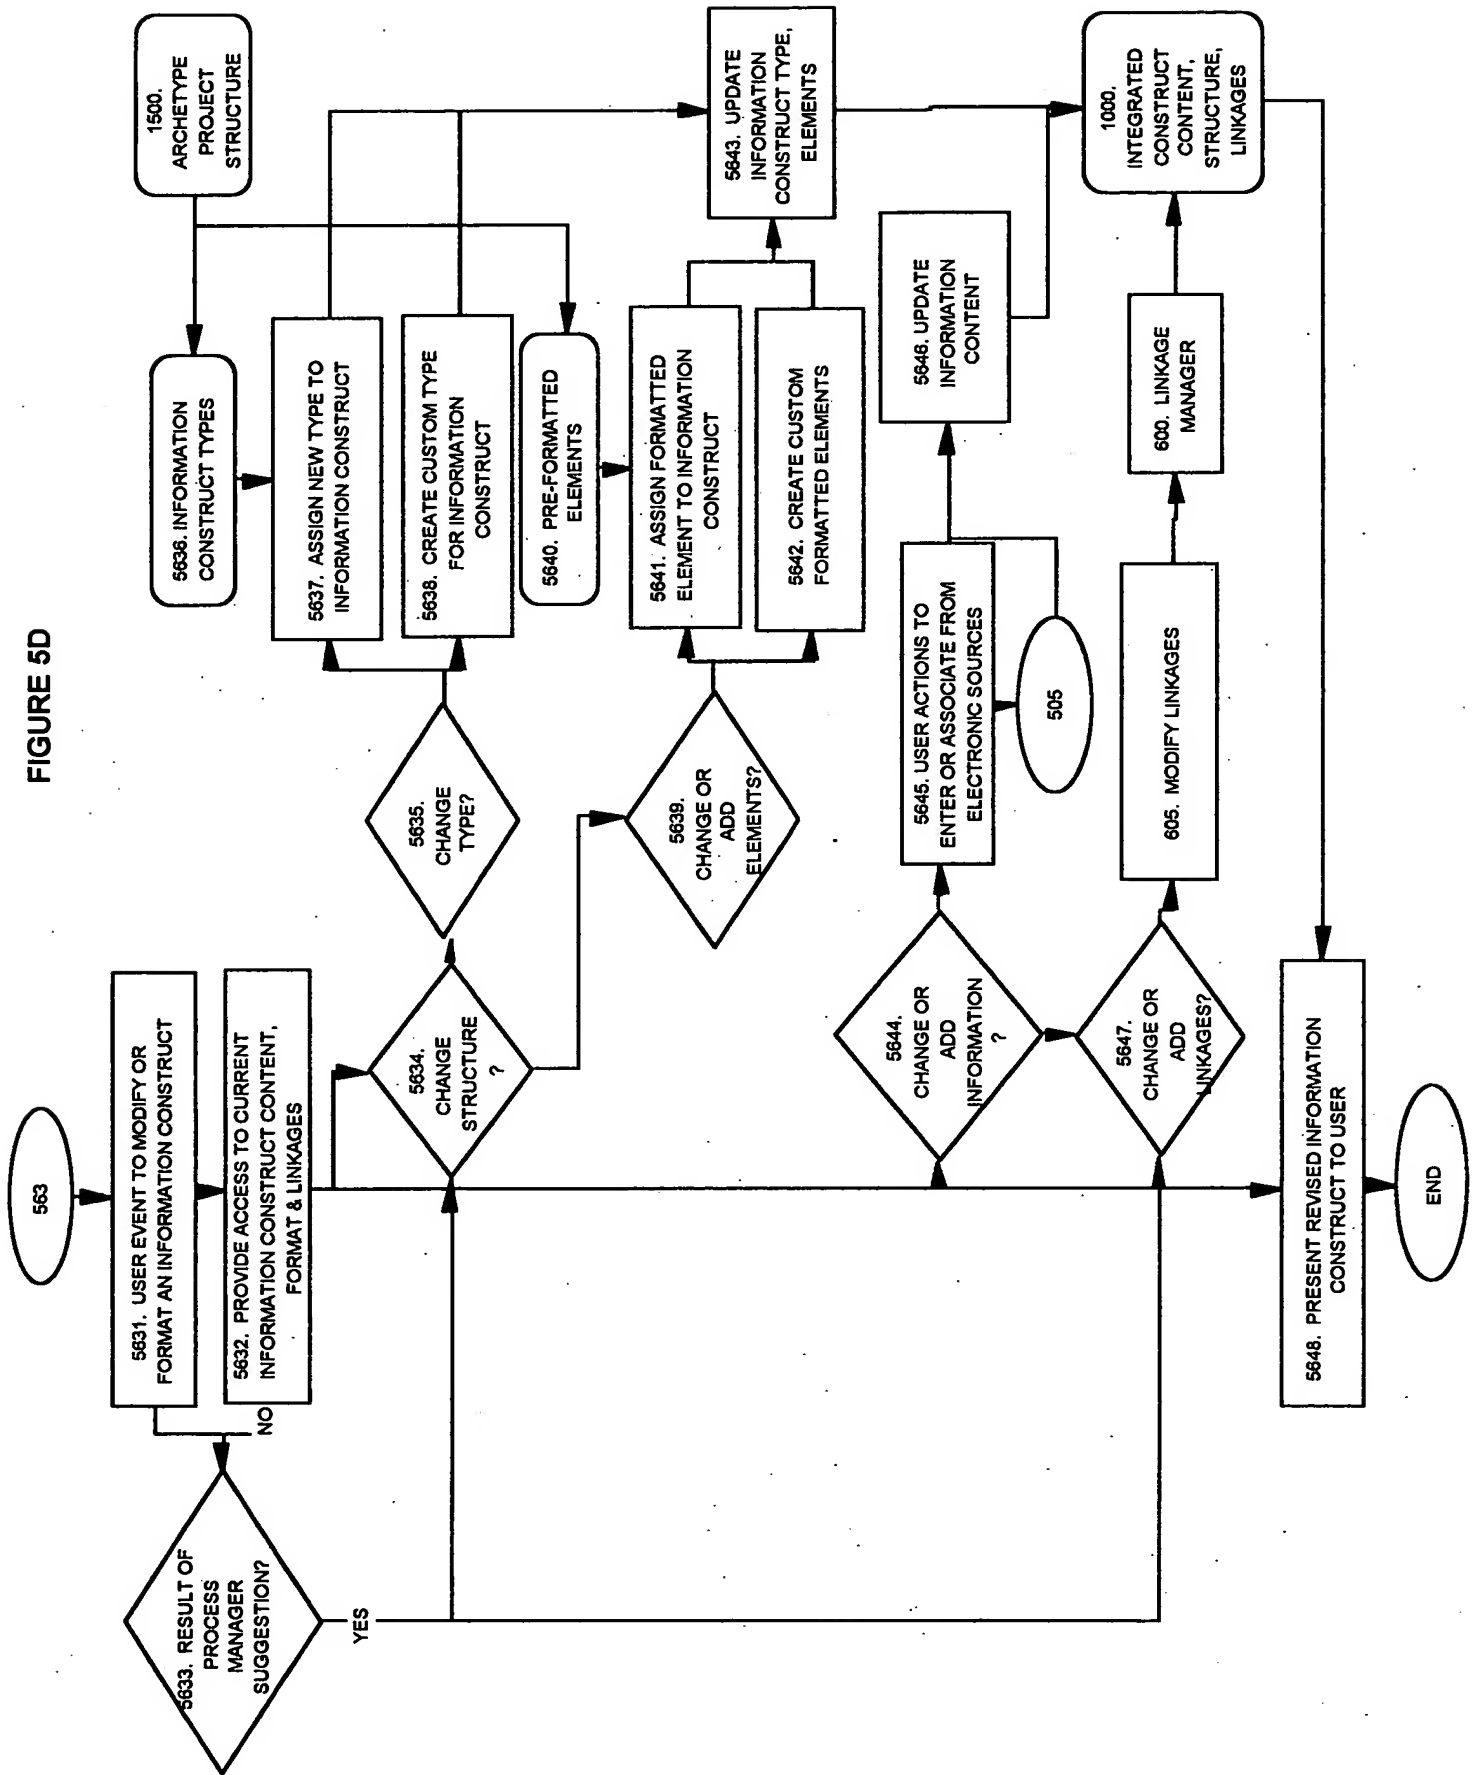 FIGURE 5D
563
5631. USER EVENT TO MODIFY OR
FORMAT AN INFORMATION CONSTRUCT
5632. PROVIDE ACCESS TO CURRENT
INFORMATION CONSTRUCT CONTENT,
FORMAT & LINKAGES
NO
5633. RESULT OF
PROCESS
MANAGER
SUGGESTION?
YES
5634.
CHANGE
STRUCTURE
?
5635.
CHANGE
TYPE?
1500.
ARCHETYPE
PROJECT
STRUCTURE
5636. INFORMATION
CONSTRUCT TYPES
5637. ASSIGN NEW TYPE TO
INFORMATION CONSTRUCT
5638. CREATE CUSTOM TYPE
FOR INFORMATION
CONSTRUCT
5639.
CHANGE OR
ADD
ELEMENTS?
5640. PRE-FORMATTED
ELEMENTS
5641. ASSIGN FORMATTED
ELEMENT TO INFORMATION
CONSTRUCT
5642. CREATE CUSTOM
FORMATTED ELEMENTS
5643. UPDATE
INFORMATION
CONSTRUCT TYPE,
ELEMENTS
5644.
CHANGE OR
ADD
INFORMATION
?
5645. USER ACTIONS TO
ENTER OR ASSOCIATE FROM
ELECTRONIC SOURCES
505
5646. UPDATE
INFORMATION
CONTENT
5647.
CHANGE OR
ADD
LINKAGES?
605. MODIFY LINKAGES
600. LINKAGE
MANAGER
1000.
INTEGRATED
CONSTRUCT
CONTENT,
STRUCTURE,
LINKAGES
5648. PRESENT REVISED INFORMATION
CONSTRUCT TO USER
END